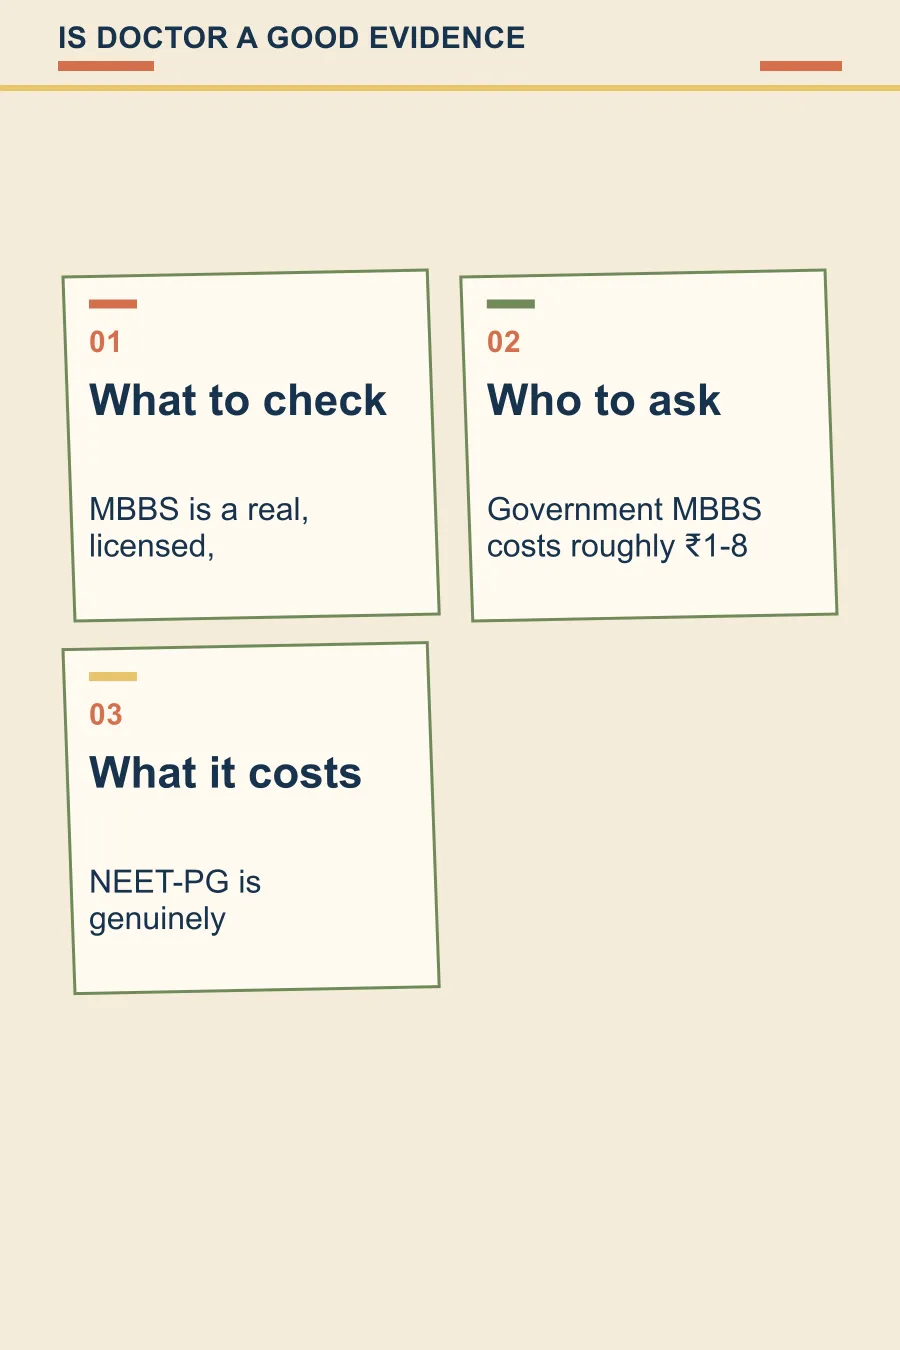 IS DOCTOR A GOOD EVIDENCE
01
What to check
MBBS is a real,
licensed,
02
Who to ask
Government MBBS
costs roughly ₹1-8
03
What it costs
NEET-PG is
genuinely